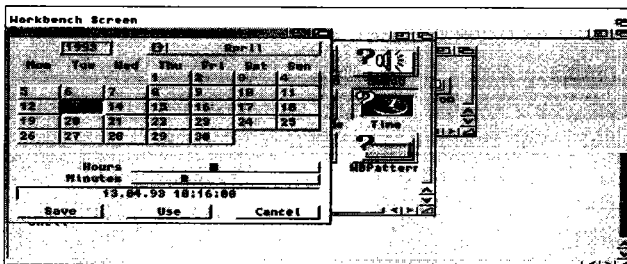 Workbench Screen
1993 April
Mon Tue Wed Thu Fri Sat Sun
1 2 3 4
5 6 7 8 9 10 11
12 14 15 16 17 18
19 20 21 22 23 24 25
26 27 28 29 30
Hours
Minutes
13.04.93 10:16:00
Save Use Cancel
Time
WBPattern